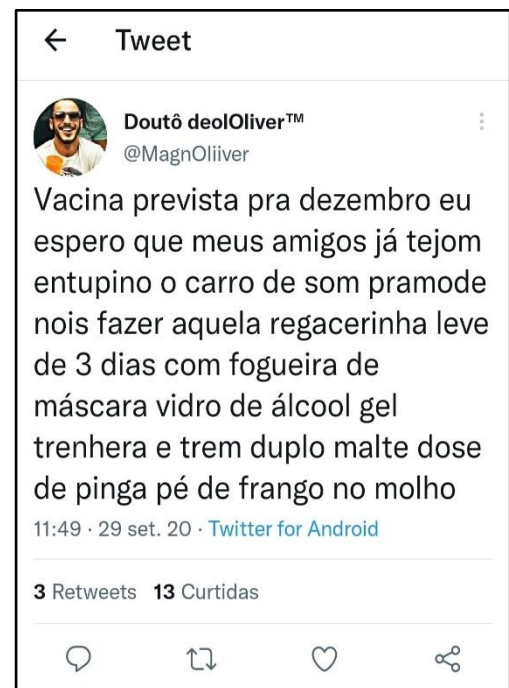 Tweet
Doutô deolOliver™
@MagnOliiver
Vacina prevista pra dezembro eu
espero que meus amigos já tejom
entupino o carro de som pramode
nois fazer aquela regacerinha leve
de 3 dias com fogueira de
máscara vidro de álcool gel
trenhera e trem duplo malte dose
de pinga pé de frango no molho
11:49 · 29 set. 20 · Twitter for Android
3 Retweets 13 Curtidas